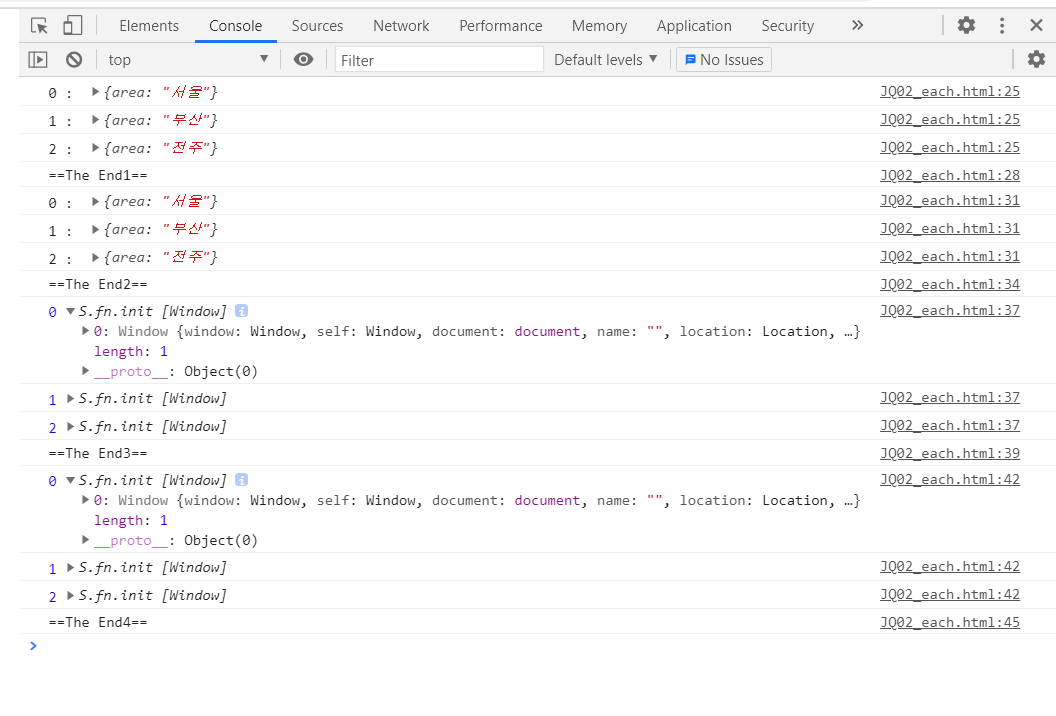 Elements Console Sources Network Performance Memory Application Security »
top Filter Default levels No Issues
0 : {area: "서울"} JQ02_each.html:25
1 : {area: "부산"} JQ02_each.html:25
2 : {area: "전주"} JQ02_each.html:25
==The End1== JQ02_each.html:28
0 : {area: "서울"} JQ02_each.html:31
1 : {area: "부산"} JQ02_each.html:31
2 : {area: "전주"} JQ02_each.html:31
==The End2== JQ02_each.html:34
0 S.fn.init [Window] i JQ02_each.html:37
0: Window {window: Window, self: Window, document: document, name: "", location: Location, …}
length: 1
__proto__: Object(0)
1 S.fn.init [Window] JQ02_each.html:37
2 S.fn.init [Window] JQ02_each.html:37
==The End3== JQ02_each.html:39
0 S.fn.init [Window] i JQ02_each.html:42
0: Window {window: Window, self: Window, document: document, name: "", location: Location, …}
length: 1
__proto__: Object(0)
1 S.fn.init [Window] JQ02_each.html:42
2 S.fn.init [Window] JQ02_each.html:42
==The End4== JQ02_each.html:45
>